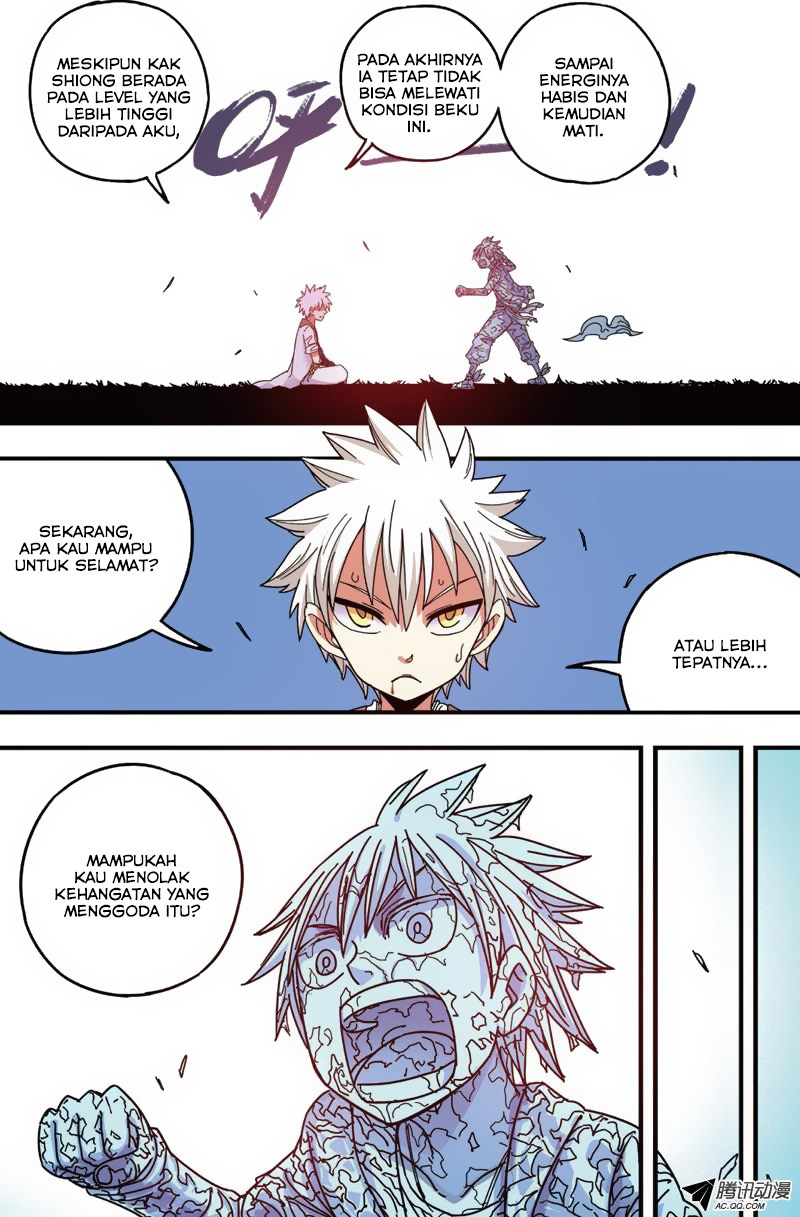 MESKIPUN KAK
SHIONG BERADA
PADA LEVEL YANG
LEBIH TINGGI
DARIPADA AKU,
PADA AKHIRNYA
IA TETAP TIDAK
BISA MELEWATI
KONDISI BEKU
INI.
SAMPAI
ENERGINYA
HABIS DAN
KEMUDIAN
MATI.
呼—!
SEKARANG,
APA KAU MAMPU
UNTUK SELAMAT?
ATAU LEBIH
TEPATNYA...
MAMPUKAH
KAU MENOLAK
KEHANGATAN YANG
MENGGODA ITU?
腾讯动漫
AC.QQ.COM